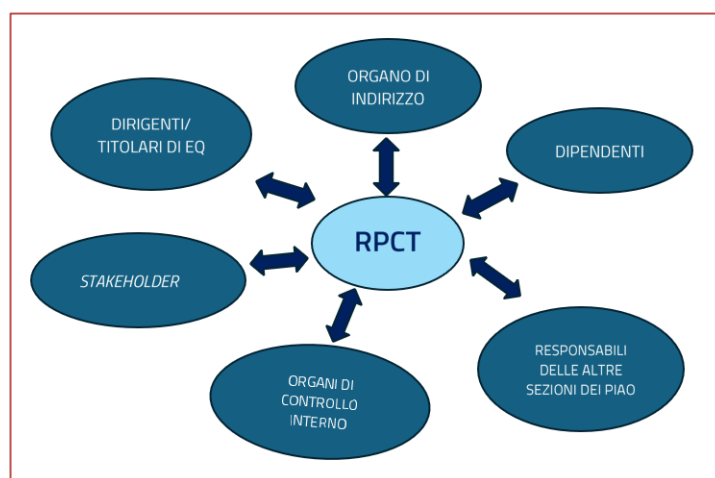 ORGANO DI
INDIRIZZO
DIRIGENTI/
TITOLARI DI EQ
DIPENDENTI
RPCT
STAKEHOLDER
RESPONSABILI
DELLE ALTRE
SEZIONI DEI PIAO
ORGANI DI
CONTROLLO
INTERNO